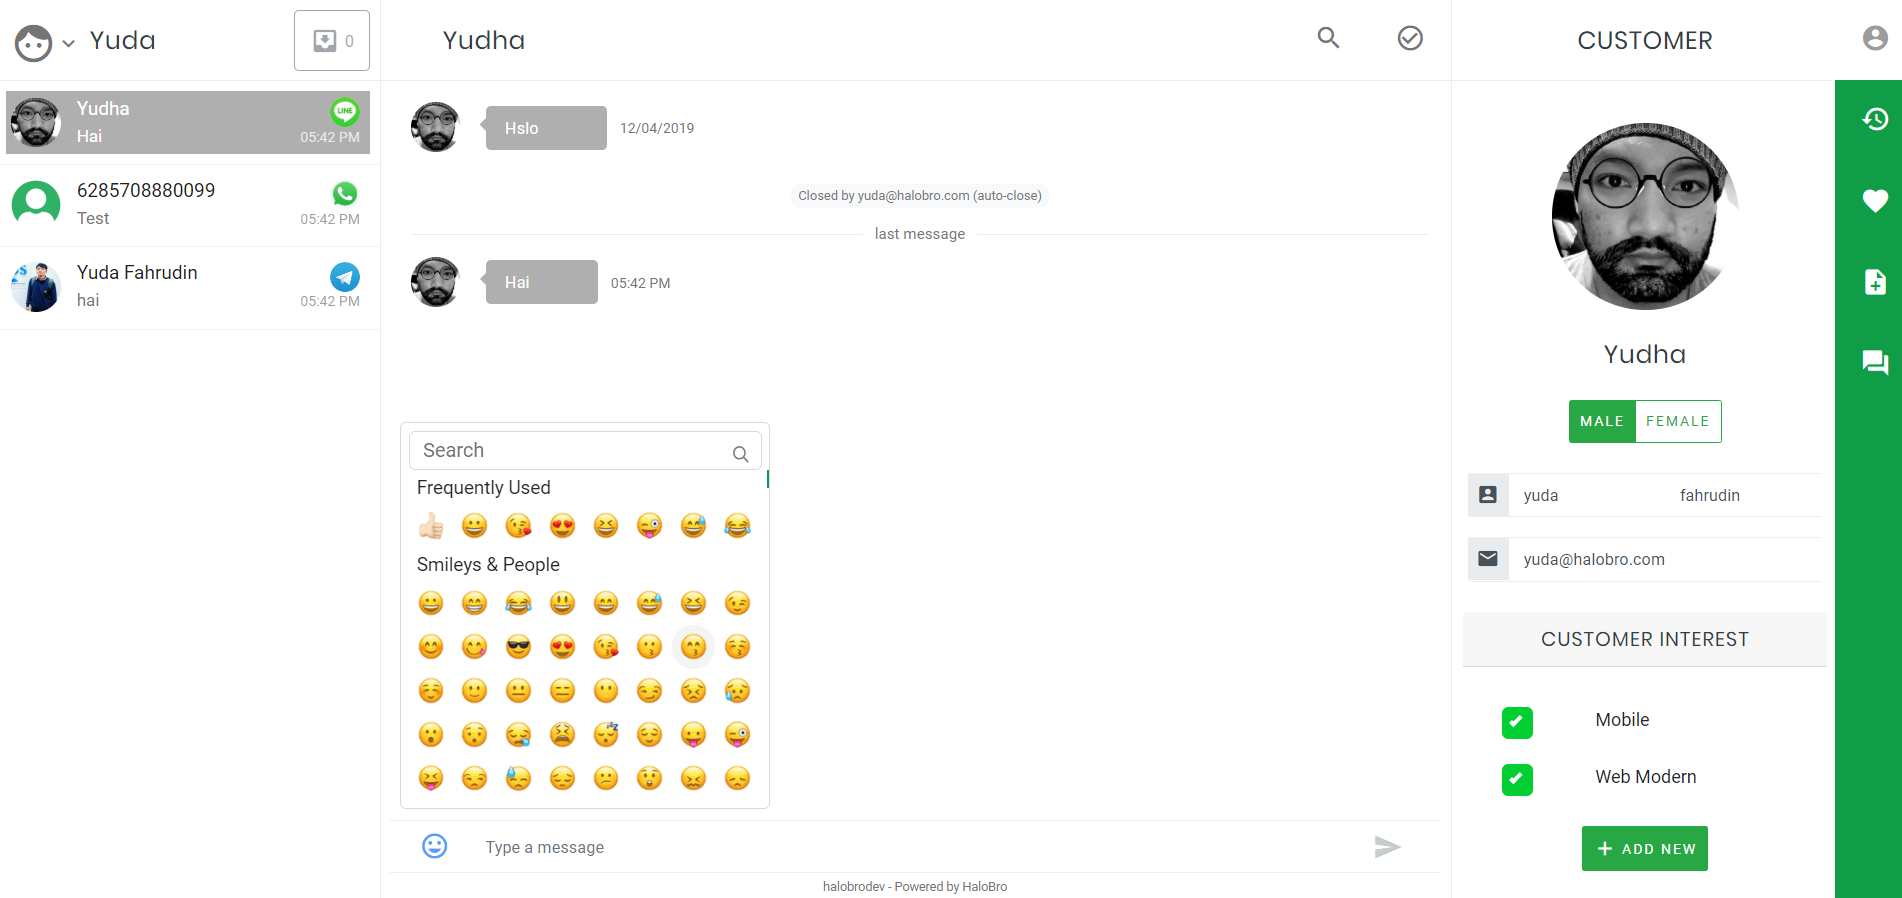 Yuda
0
Yudha
LINE
Hai
05:42 PM
6285708880099
Test
05:42 PM
Yuda Fahrudin
hai
05:42 PM
Yudha
Hslo
12/04/2019
Closed by yuda@halobro.com (auto-close)
last message
Hai
05:42 PM
Search
Frequently Used
Smileys & People
Type a message
halobrodev - Powered by HaloBro
CUSTOMER
Yudha
MALE
FEMALE
yuda
fahrudin
yuda@halobro.com
CUSTOMER INTEREST
Mobile
Web Modern
+ ADD NEW